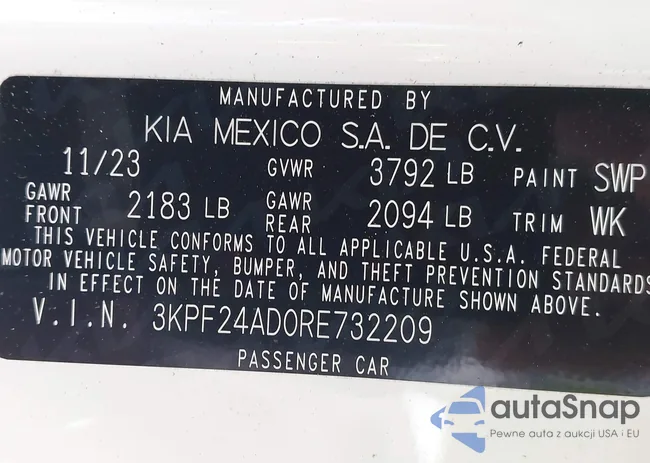 MANUFACTURED BY
KIA MEXICO S.A. DE C.V.
11/23 GVWR 3792 LB PAINT SWP
GAWR FRONT 2183 LB GAWR REAR 2094 LB TRIM WK
THIS VEHICLE CONFORMS TO ALL APPLICABLE U.S.A. FEDERAL
MOTOR VEHICLE SAFETY, BUMPER, AND THEFT PREVENTION STANDARDS
IN EFFECT ON THE DATE OF MANUFACTURE SHOWN ABOVE.
V.I.N. 3KPF24AD0RE732209
PASSENGER CAR
autaSnap
Pewne auta z aukcji USA i EU